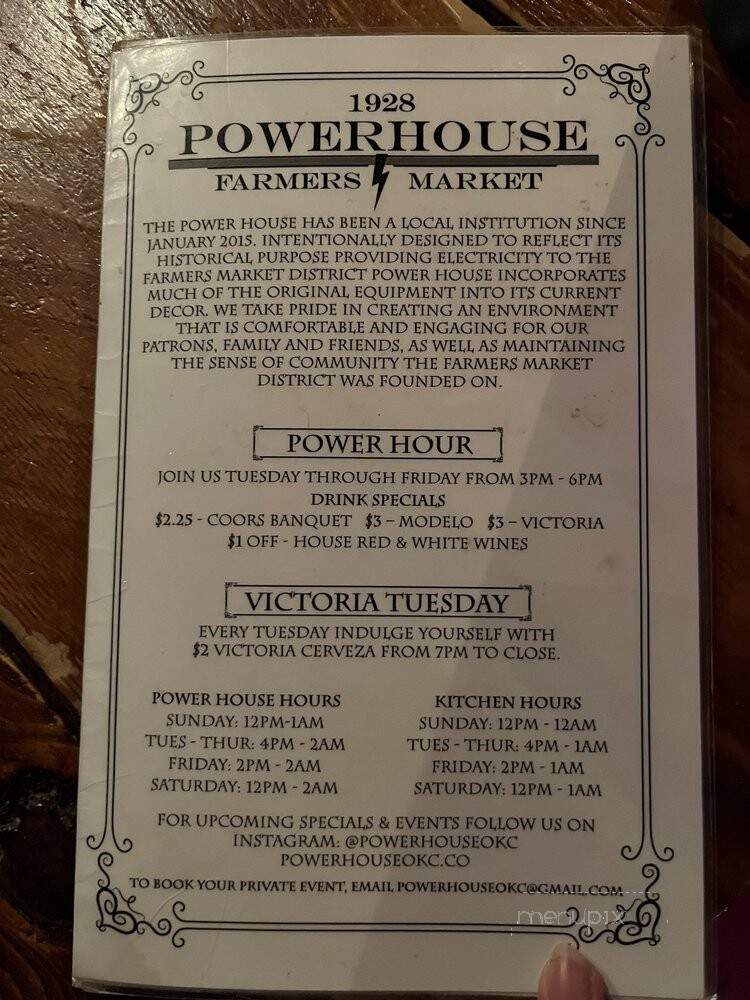 1928
POWERHOUSE
FARMERS MARKET
THE POWER HOUSE HAS BEEN A LOCAL INSTITUTION SINCE
JANUARY 2015. INTENTIONALLY DESIGNED TO REFLECT ITS
HISTORICAL PURPOSE PROVIDING ELECTRICITY TO THE
FARMERS MARKET DISTRICT POWER HOUSE INCORPORATES
MUCH OF THE ORIGINAL EQUIPMENT INTO ITS CURRENT
DECOR. WE TAKE PRIDE IN CREATING AN ENVIRONMENT
THAT IS COMFORTABLE AND ENGAGING FOR OUR
PATRONS, FAMILY AND FRIENDS, AS WELL AS MAINTAINING
THE SENSE OF COMMUNITY THE FARMERS MARKET
DISTRICT WAS FOUNDED ON.
POWER HOUR
JOIN US TUESDAY THROUGH FRIDAY FROM 3PM - 6PM
DRINK SPECIALS
$2.25 - COORS BANQUET $3 – MODELO $3 – VICTORIA
$1 OFF - HOUSE RED & WHITE WINES
VICTORIA TUESDAY
EVERY TUESDAY INDULGE YOURSELF WITH
$2 VICTORIA CERVEZA FROM 7PM TO CLOSE.
POWER HOUSE HOURS
SUNDAY: 12PM-1AM
TUES - THUR: 4PM - 2AM
FRIDAY: 2PM - 2AM
SATURDAY: 12PM - 2AM
KITCHEN HOURS
SUNDAY: 12PM - 12AM
TUES - THUR: 4PM - 1AM
FRIDAY: 2PM - 1AM
SATURDAY: 12PM - 1AM
FOR UPCOMING SPECIALS & EVENTS FOLLOW US ON
INSTAGRAM: @POWERHOUSEOKC
POWERHOUSEOKC.CO
TO BOOK YOUR PRIVATE EVENT, EMAIL POWERHOUSEOKC@GMAIL.COM
menupix